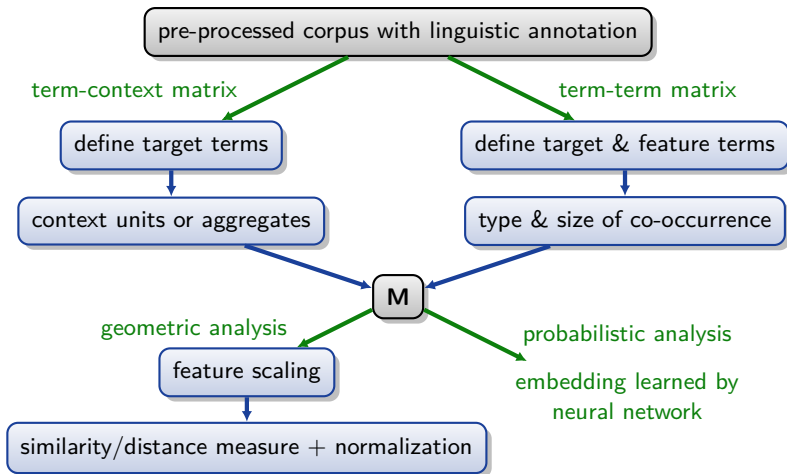 pre-processed corpus with linguistic annotation
term-context matrix
term-term matrix
define target terms
define target & feature terms
context units or aggregates
type & size of co-occurrence
M
geometric analysis
probabilistic analysis
feature scaling
embedding learned by
neural network
similarity/distance measure + normalization